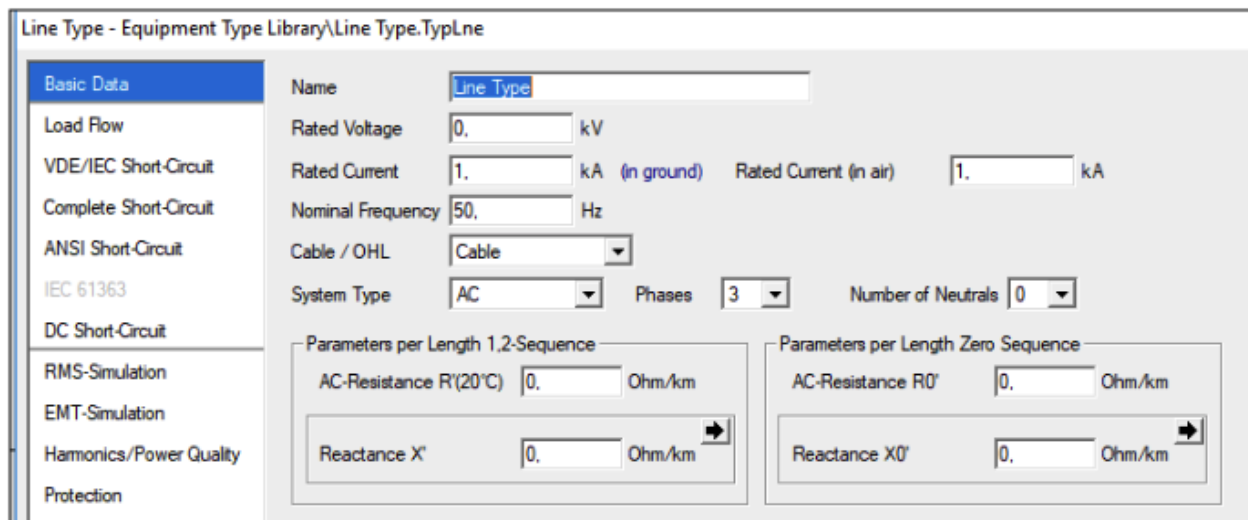 Line Type - Equipment Type Library\Line Type.TypLne
Basic Data
Load Flow
VDE/IEC Short-Circuit
Complete Short-Circuit
ANSI Short-Circuit
IEC 61363
DC Short-Circuit
RMS-Simulation
EMT-Simulation
Harmonics/Power Quality
Protection
Name Line Type
Rated Voltage 0, kV
Rated Current 1, kA (in ground) Rated Current (in air) 1, kA
Nominal Frequency 50, Hz
Cable / OHL Cable
System Type AC Phases 3 Number of Neutrals 0
Parameters per Length 1,2-Sequence
AC-Resistance R'(20°C) 0, Ohm/km
Reactance X' 0, Ohm/km
Parameters per Length Zero Sequence
AC-Resistance R0' 0, Ohm/km
Reactance X0' 0, Ohm/km